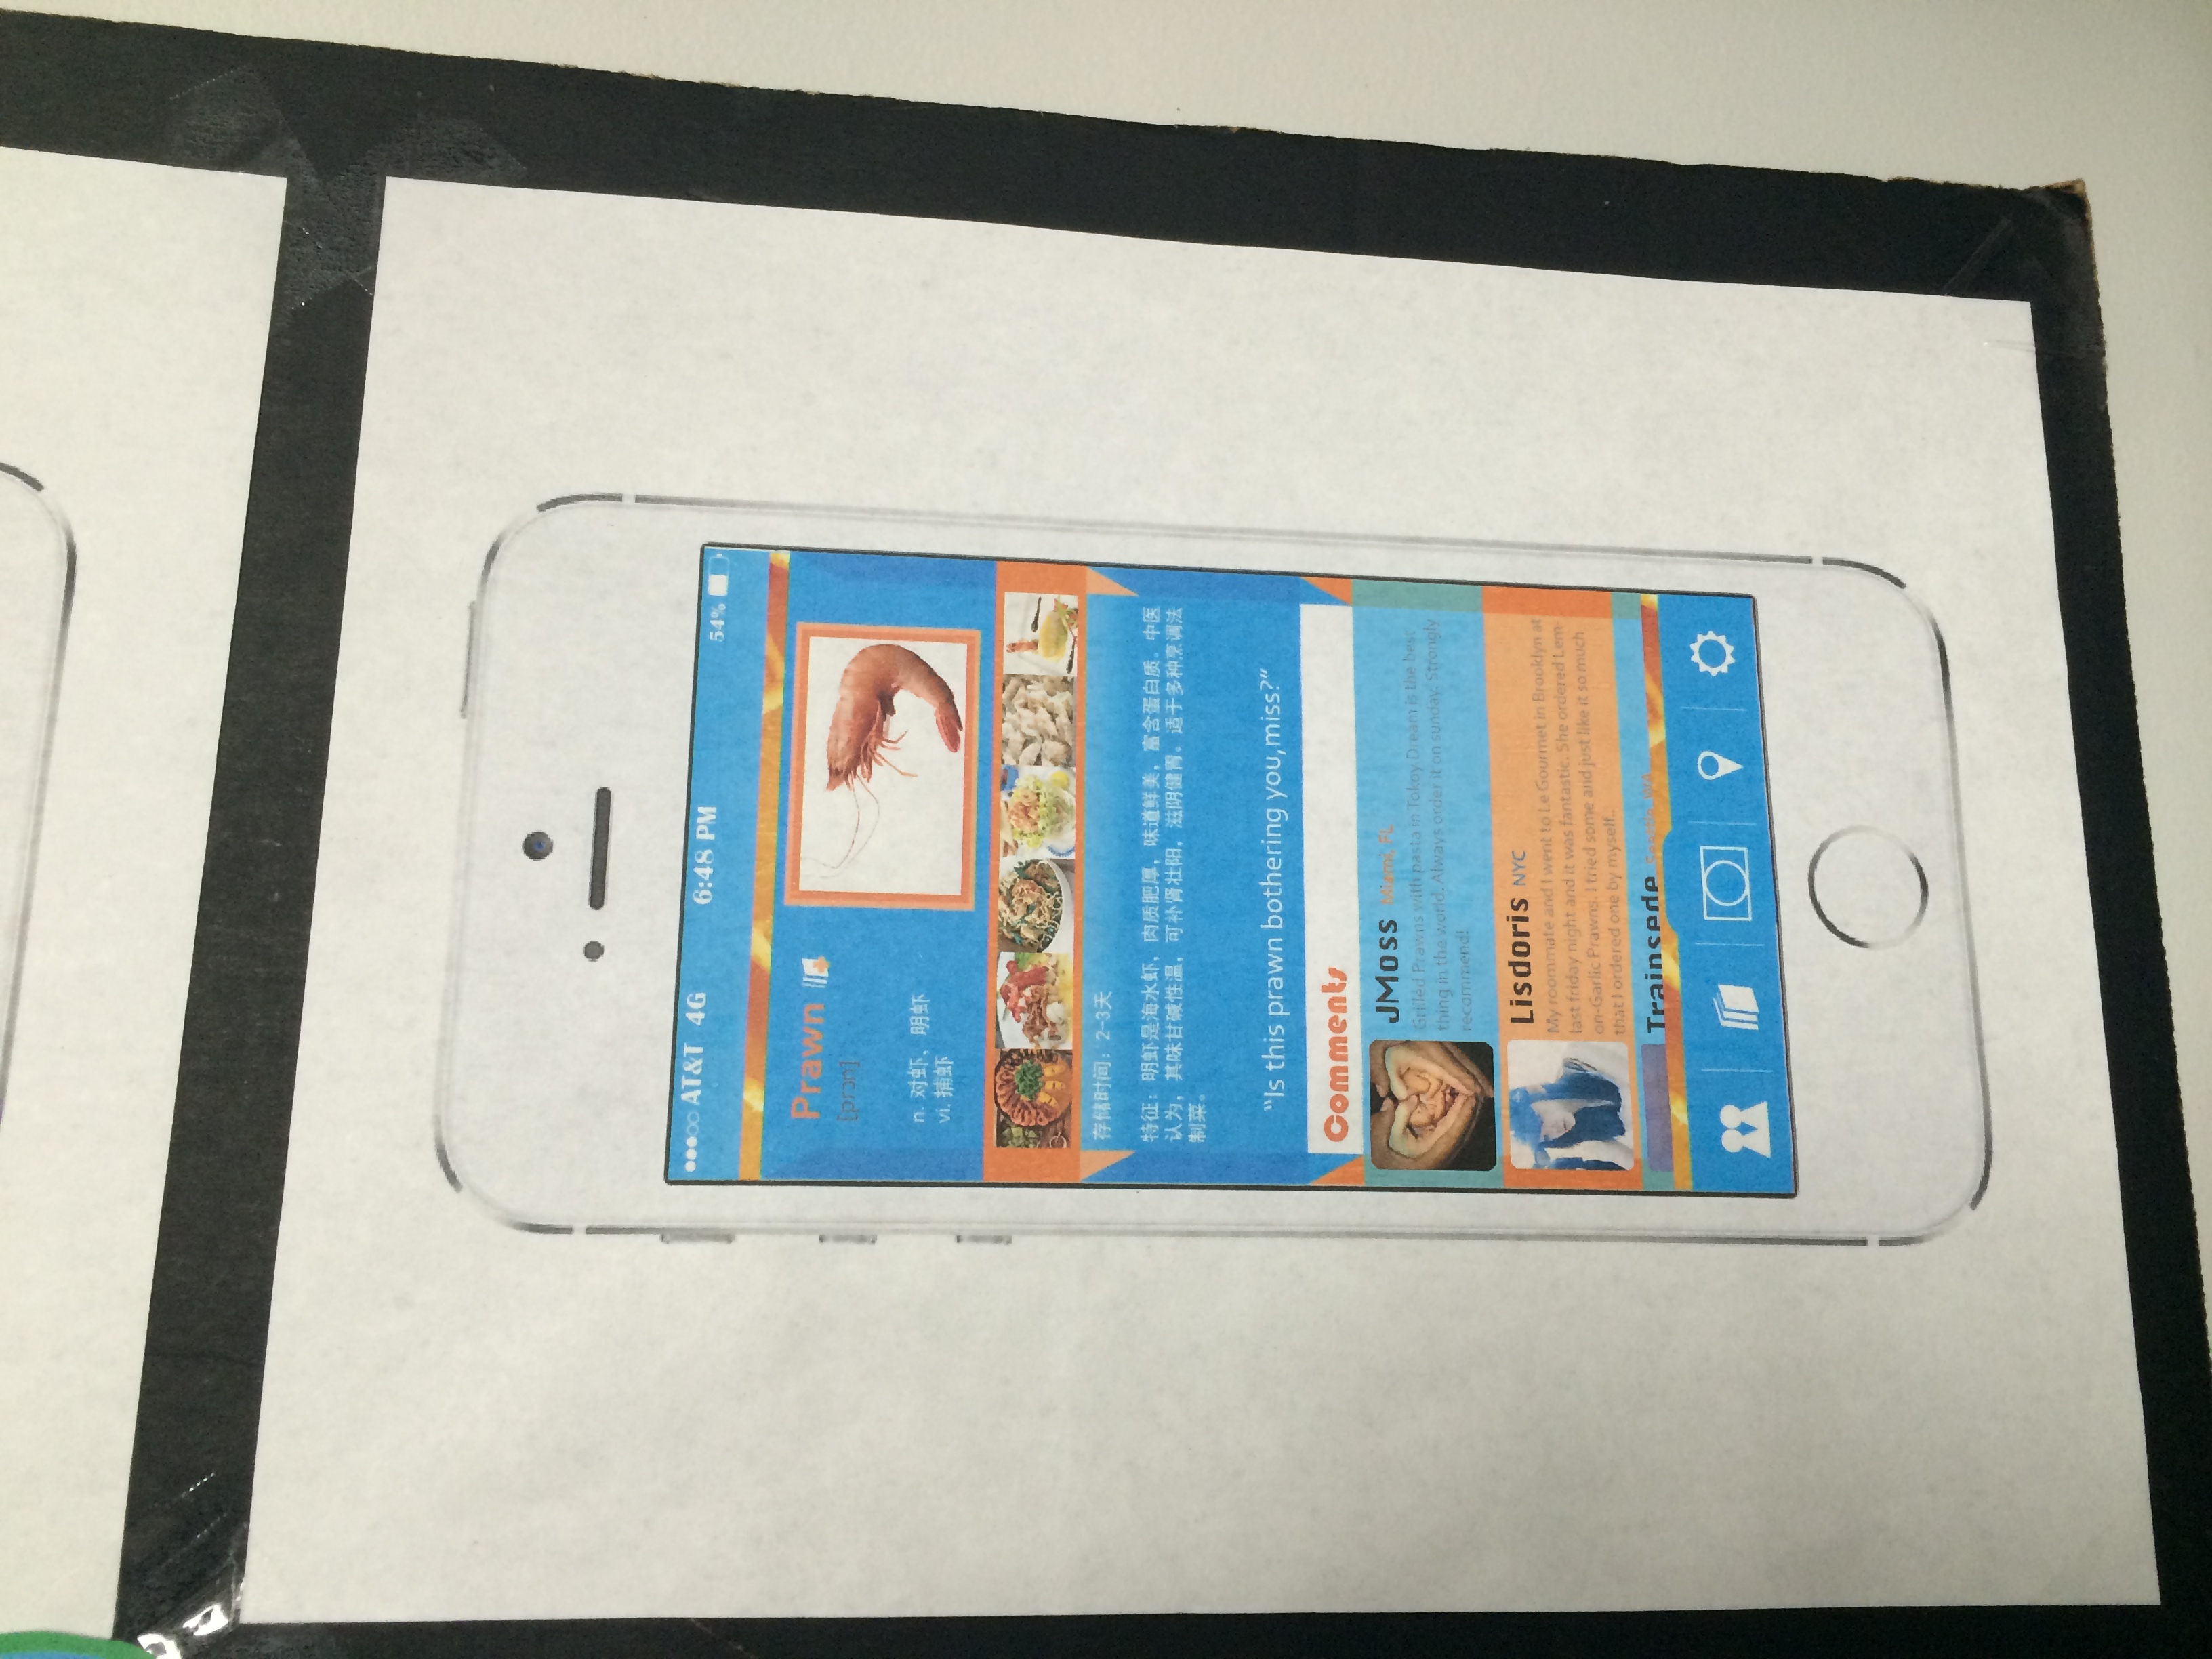 AT&T 4G 6:48 PM 54%
Prawn
[prɔn]
n. 对虾，明虾
vi. 捕虾
存储时间：2-3天
特征：明虾是海水虾，肉质肥厚，味道鲜美，富含蛋白质。中医
认为，其味甘碱性温，可补肾壮阳，滋阴健胃。适于多种烹调法
制菜。
“Is this prawn bothering you,miss?”
Comments
JMoss Miami, FL
Grilled Prawns with pasta in Tokoy Dream is the best
thing in the world. Always order it on sunday. Strongly
recommend!
Lisdoris NYC
My roommate and I went to Le Gourmet in Brooklyn at
last friday night and it was fantastic. She ordered Lem-
on-Garlic Prawns. I tried some and just like it so much
that I ordered one by myself..
Trainsede Seattle, WA